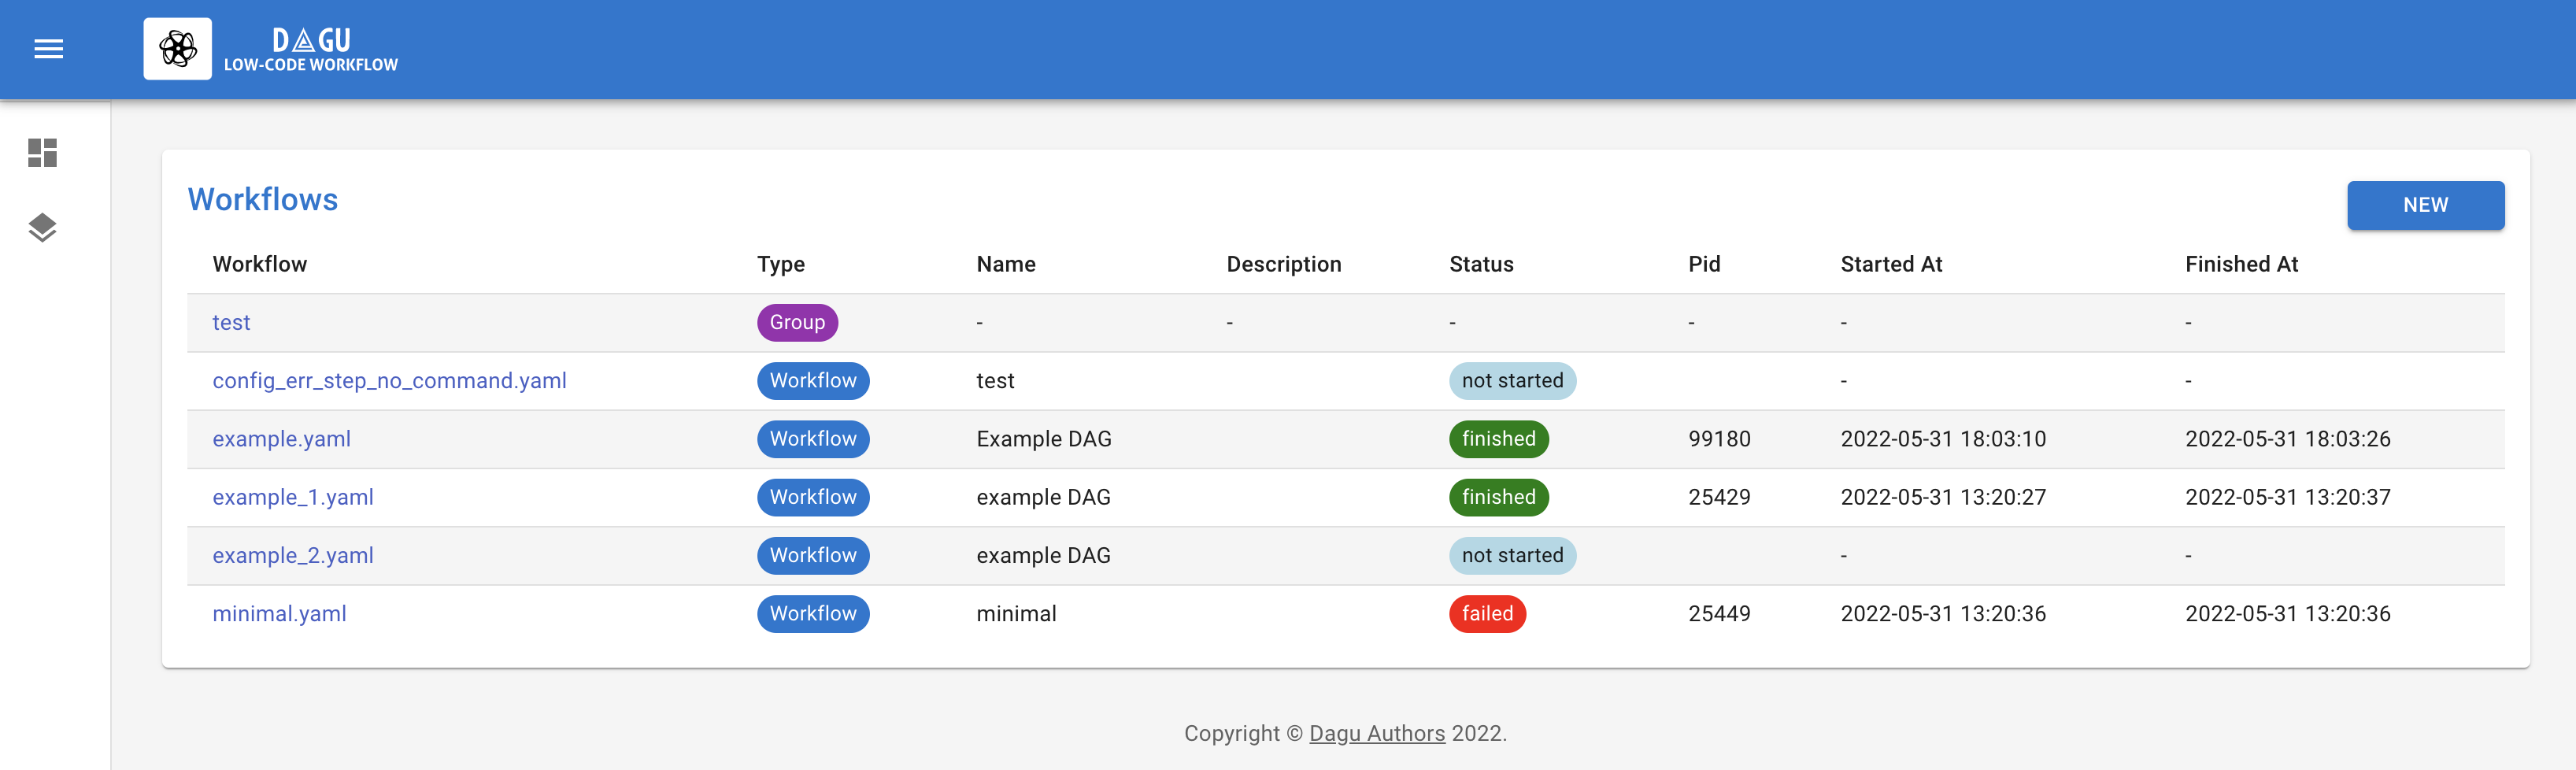 DAGU
LOW-CODE WORKFLOW
Workflows
NEW
Workflow Type Name Description Status Pid Started At Finished At
test Group - - - - - -
config_err_step_no_command.yaml Workflow test not started - -
example.yaml Workflow Example DAG finished 99180 2022-05-31 18:03:10 2022-05-31 18:03:26
example_1.yaml Workflow example DAG finished 25429 2022-05-31 13:20:27 2022-05-31 13:20:37
example_2.yaml Workflow example DAG not started - -
minimal.yaml Workflow minimal failed 25449 2022-05-31 13:20:36 2022-05-31 13:20:36
Copyright © Dagu Authors 2022.